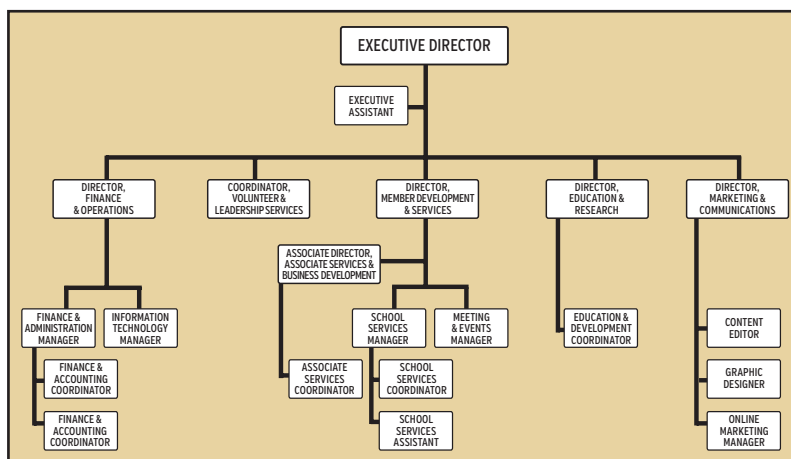 EXECUTIVE DIRECTOR
EXECUTIVE
ASSISTANT
DIRECTOR,
FINANCE
& OPERATIONS
COORDINATOR,
VOLUNTEER &
LEADERSHIP SERVICES
DIRECTOR,
MEMBER DEVELOPMENT
& SERVICES
DIRECTOR,
EDUCATION &
RESEARCH
DIRECTOR,
MARKETING &
COMMUNICATIONS
ASSOCIATE DIRECTOR,
ASSOCIATE SERVICES &
BUSINESS DEVELOPMENT
FINANCE &
ADMINISTRATION
MANAGER
INFORMATION
TECHNOLOGY
MANAGER
SCHOOL
SERVICES
MANAGER
MEETING
& EVENTS
MANAGER
EDUCATION &
DEVELOPMENT
COORDINATOR
CONTENT
EDITOR
FINANCE &
ACCOUNTING
COORDINATOR
ASSOCIATE
SERVICES
COORDINATOR
SCHOOL
SERVICES
COORDINATOR
GRAPHIC
DESIGNER
FINANCE &
ACCOUNTING
COORDINATOR
SCHOOL
SERVICES
ASSISTANT
ONLINE
MARKETING
MANAGER